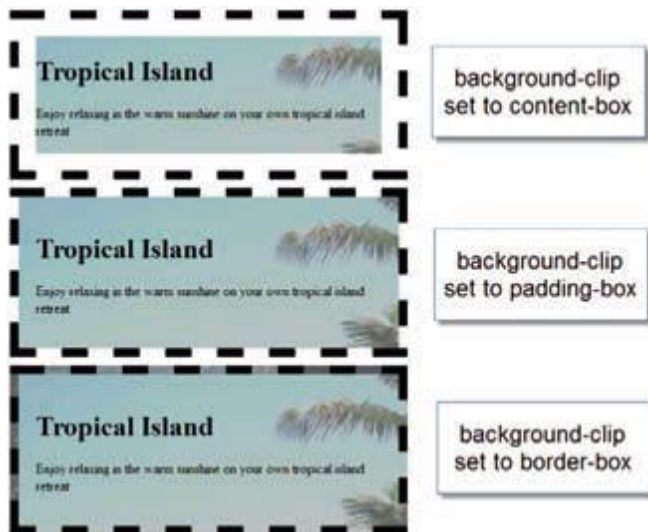 Tropical Island
Enjoy relaxing in the warm sunshine on your own tropical island
retreat
background-clip
set to content-box
Tropical Island
Enjoy relaxing in the warm sunshine on your own tropical island
retreat
background-clip
set to padding-box
Tropical Island
Enjoy relaxing in the warm sunshine on your own tropical island
retreat
background-clip
set to border-box